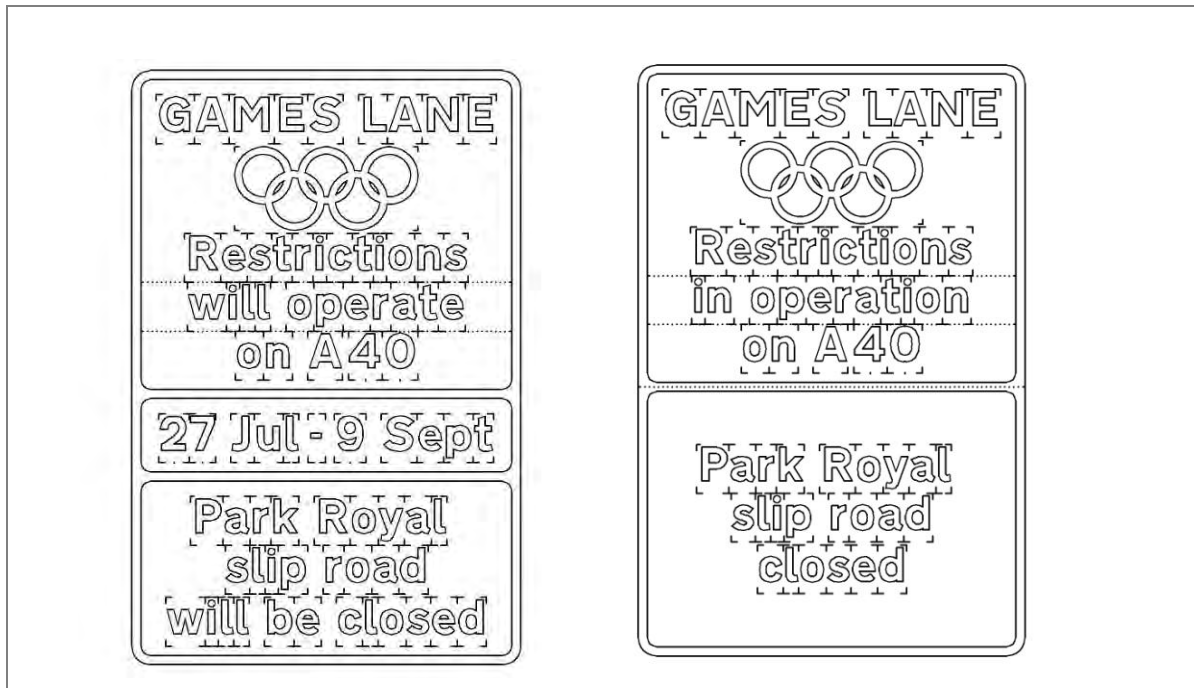 GAMES LANE
Restrictions
will operate
on A40
27 Jul - 9 Sept
Park Royal
slip road
will be closed
GAMES LANE
Restrictions
in operation
on A40
Park Royal
slip road
closed